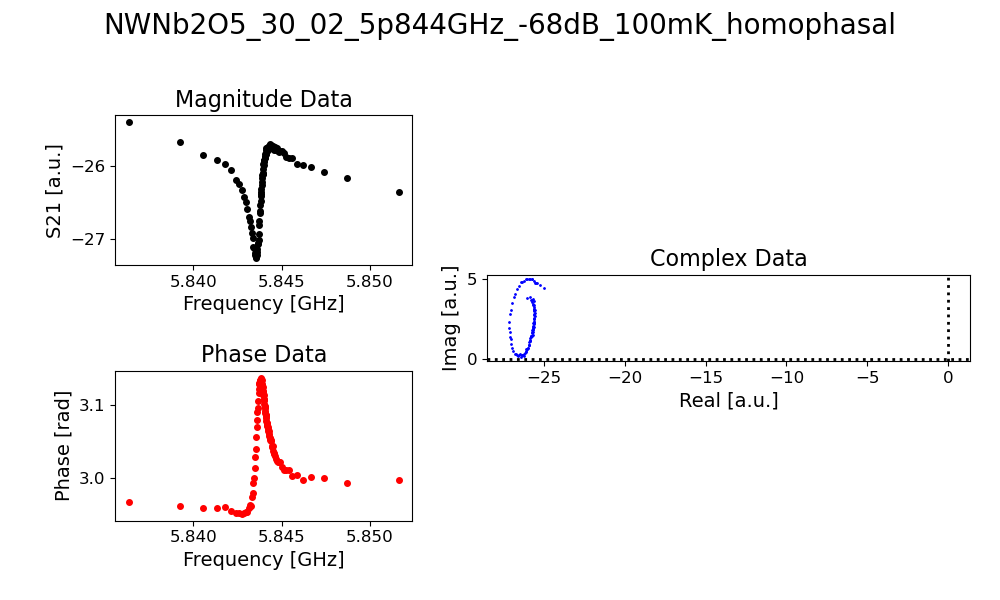 NWNb2O5_30_02_5p844GHz_-68dB_100mK_homophasal
Magnitude Data
S21 [a.u.]
−26
−27
5.840 5.845 5.850
Frequency [GHz]
Phase Data
Phase [rad]
3.1
3.0
5.840 5.845 5.850
Frequency [GHz]
Complex Data
Imag [a.u.]
5
0
−25 −20 −15 −10 −5 0
Real [a.u.]